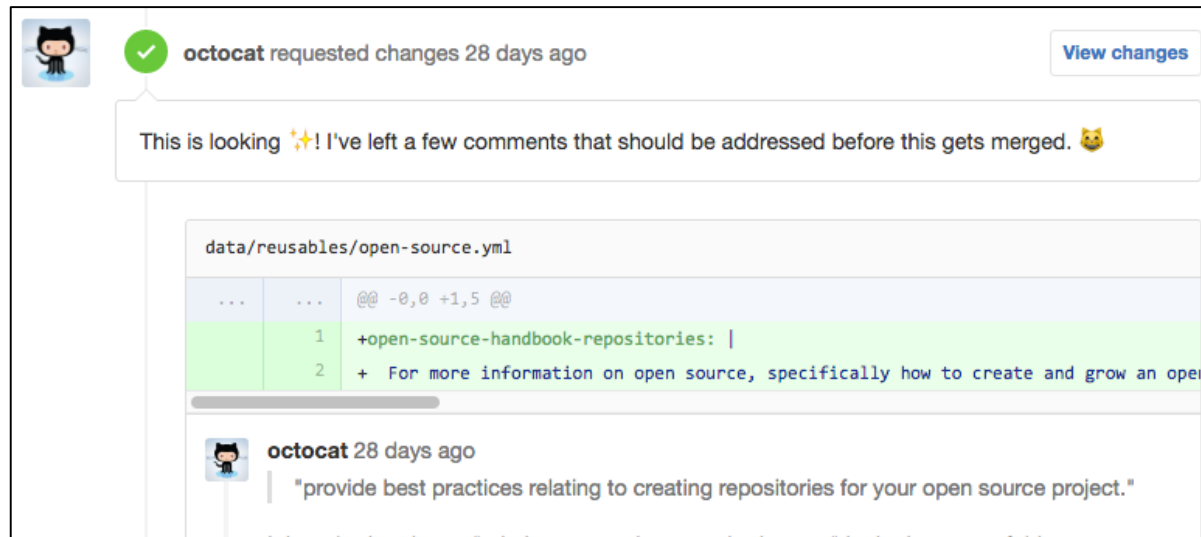 octocat requested changes 28 days ago
View changes
This is looking ✨! I've left a few comments that should be addressed before this gets merged. 😺
data/reusables/open-source.yml
... ... @@ -0,0 +1,5 @@
1 +open-source-handbook-repositories: |
2 + For more information on open source, specifically how to create and grow an ope
octocat 28 days ago
"provide best practices relating to creating repositories for your open source project."